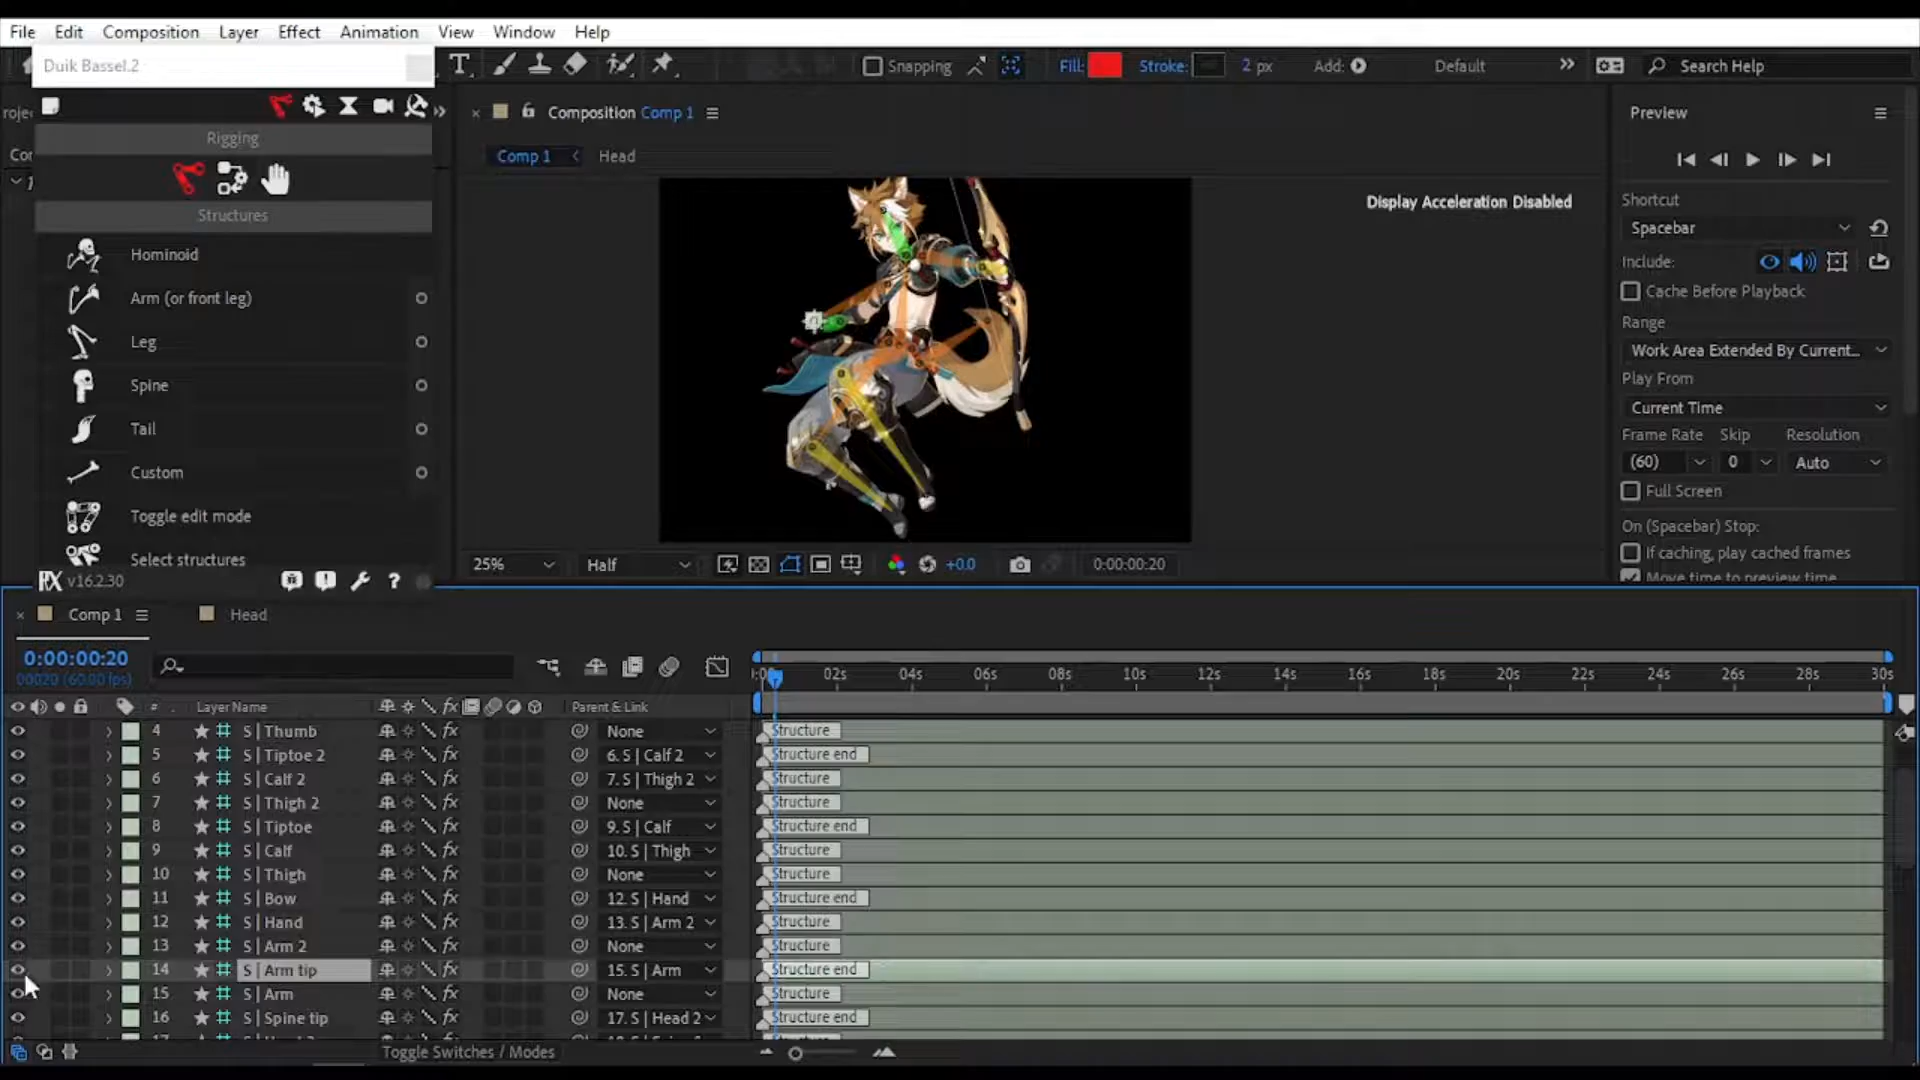 File Edit Composition Layer Effect Animation View Window Help
Duik Bassel.2
Snapping
Fill:
Stroke:
2 px
Add:
Default
Search Help
Rigging
Structures
Hominoid
Arm (or front leg)
Leg
Spine
Tail
Custom
Toggle edit mode
Select structures
v16.2.30
Composition Comp 1
Comp 1
Head
Display Acceleration Disabled
25%
Half
+0.0
0:00:00:20
Preview
Shortcut
Spacebar
Include:
Cache Before Playback
Range
Work Area Extended By Current...
Play From
Current Time
Frame Rate Skip Resolution
(60) 0 Auto
Full Screen
On (Spacebar) Stop:
If caching, play cached frames
Move time to preview time
Comp 1
Head
0:00:00:20
00020 (60.00 fps)
02s 04s 06s 08s 10s 12s 14s 16s 18s 20s 22s 24s 26s 28s 30s
# Layer Name Parent & Link
4 S | Thumb None Structure
5 S | Tiptoe 2 6. S | Calf 2 Structure end
6 S | Calf 2 7. S | Thigh 2 Structure
7 S | Thigh 2 None Structure
8 S | Tiptoe 9. S | Calf Structure end
9 S | Calf 10. S | Thigh Structure
10 S | Thigh None Structure
11 S | Bow 12. S | Hand Structure end
12 S | Hand 13. S | Arm 2 Structure
13 S | Arm 2 None Structure
14 S | Arm tip 15. S | Arm Structure end
15 S | Arm None Structure
16 S | Spine tip 17. S | Head 2 Structure end
Toggle Switches / Modes